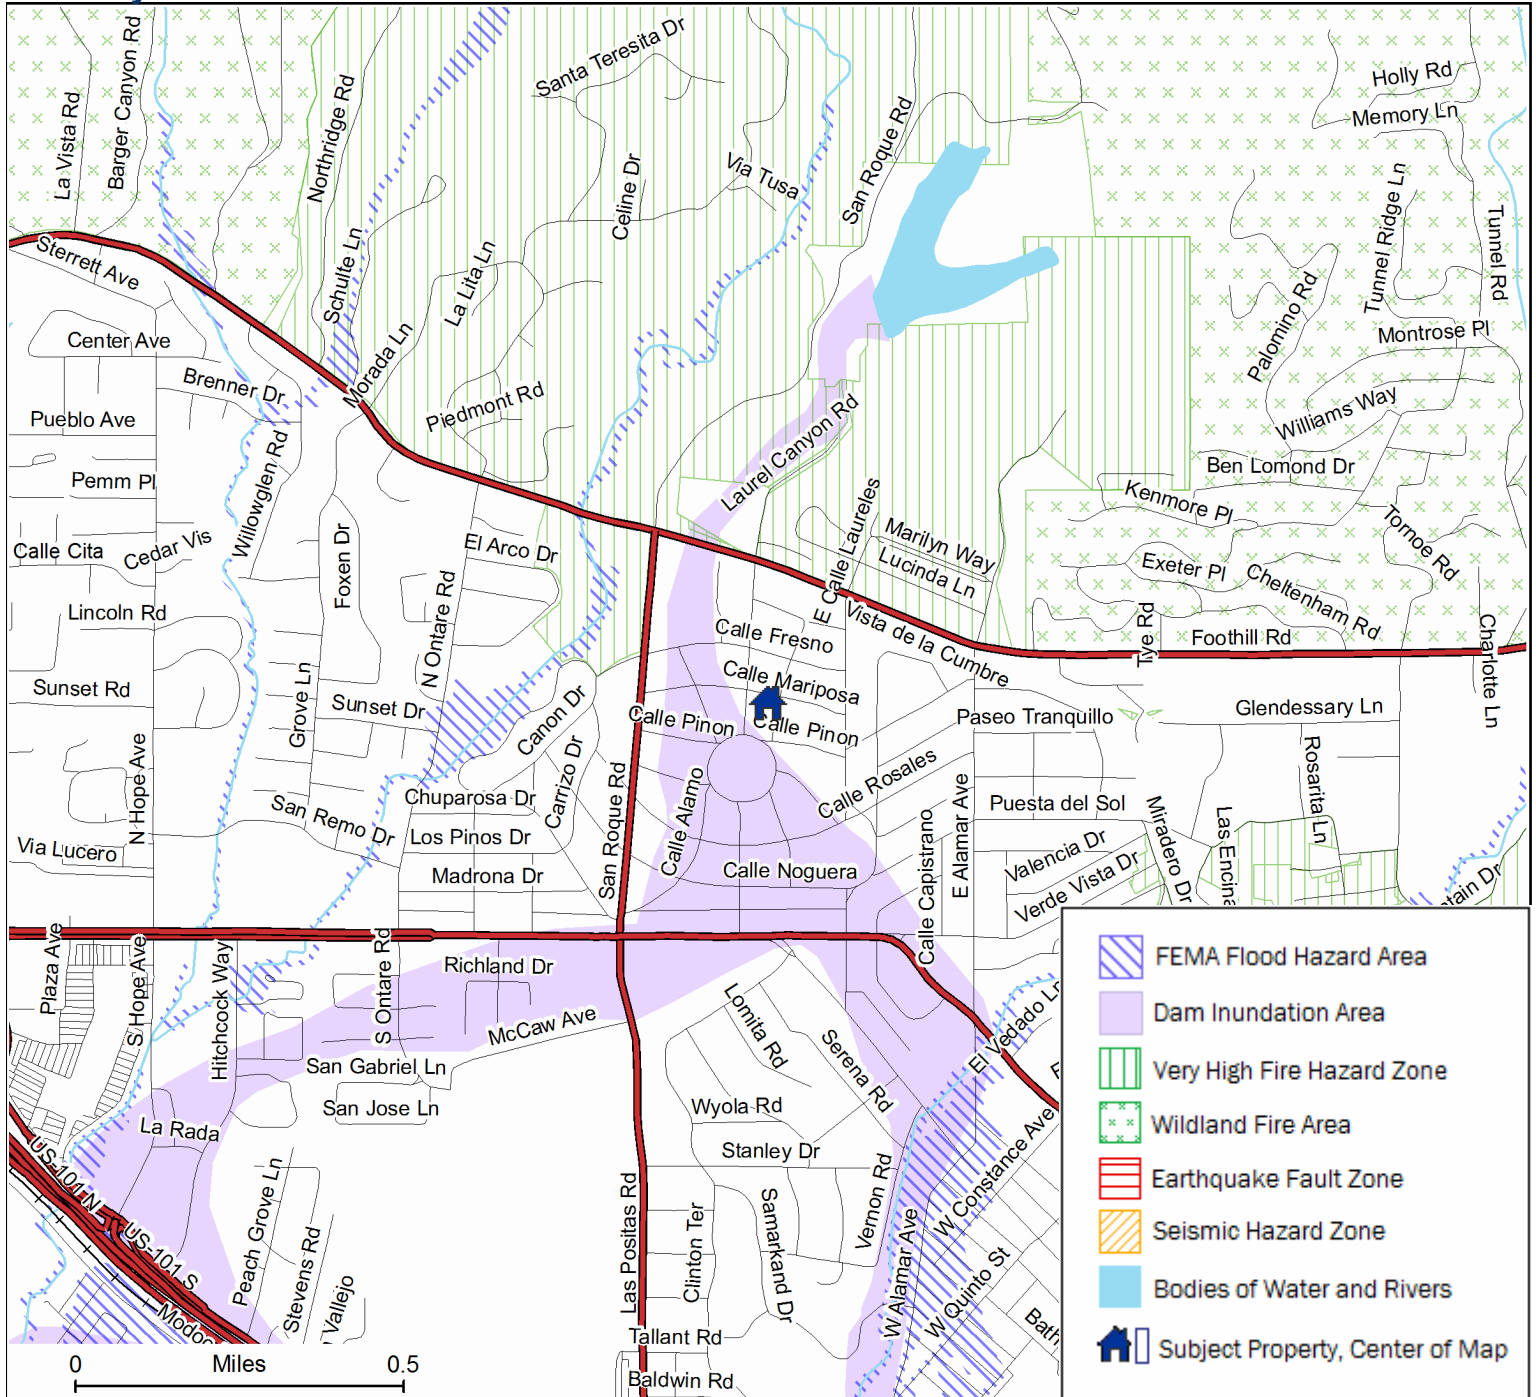 Santa Teresita Dr
Holly Rd
Memory Ln
La Vista Rd
Barger Canyon Rd
Northridge Rd
Celine Dr
Via Tusa
San Roque Rd
Tunnel Ridge Ln
Tunnel Rd
Sterrett Ave
Schulte Ln
La Lita Ln
Palomino Rd
Center Ave
Morada Ln
Montrose Pl
Brenner Dr
Piedmont Rd
Williams Way
Pueblo Ave
Laurel Canyon Rd
Ben Lomond Dr
Pemm Pl
Willowglen Rd
Kenmore Pl
Tornoe Rd
Calle Cita
Cedar Vis
Foxen Dr
El Arco Dr
E Calle Laureles
Marilyn Way
Lucinda Ln
Exeter Pl
Cheltenham Rd
Lincoln Rd
N Ontare Rd
Calle Fresno
Vista de la Cumbre
Tye Rd
Foothill Rd
Charlotte Ln
Sunset Rd
Grove Ln
Sunset Dr
Canon Dr
Calle Mariposa
Calle Pinon
Calle Pinon
Paseo Tranquillo
Glendessary Ln
N Hope Ave
San Remo Dr
Chuparosa Dr
Carrizo Dr
San Roque Rd
Calle Alamo
Calle Rosales
E Alamar Ave
Puesta del Sol
Rosarita Ln
Via Lucero
Los Pinos Dr
Madrona Dr
Calle Noguera
Calle Capistrano
Valencia Dr
Verde Vista Dr
Miradero Dr
Las Encina
ntain Dr
Plaza Ave
S Hope Ave
Hitchcock Way
S Ontare Rd
Richland Dr
McCaw Ave
Lomita Rd
Serena Rd
El Vedado Ln
San Gabriel Ln
San Jose Ln
La Rada
Wyola Rd
Stanley Dr
W Constance Ave
US-101 N
US-101 S
Peach Grove Ln
Stevens Rd
Vallejo
Modoc
Las Positas Rd
Clinton Ter
Samarkand Dr
Vernon Rd
W Alamar Ave
W Quinto St
Bath
Tallant Rd
Baldwin Rd
0 Miles 0.5
FEMA Flood Hazard Area
Dam Inundation Area
Very High Fire Hazard Zone
Wildland Fire Area
Earthquake Fault Zone
Seismic Hazard Zone
Bodies of Water and Rivers
Subject Property, Center of Map